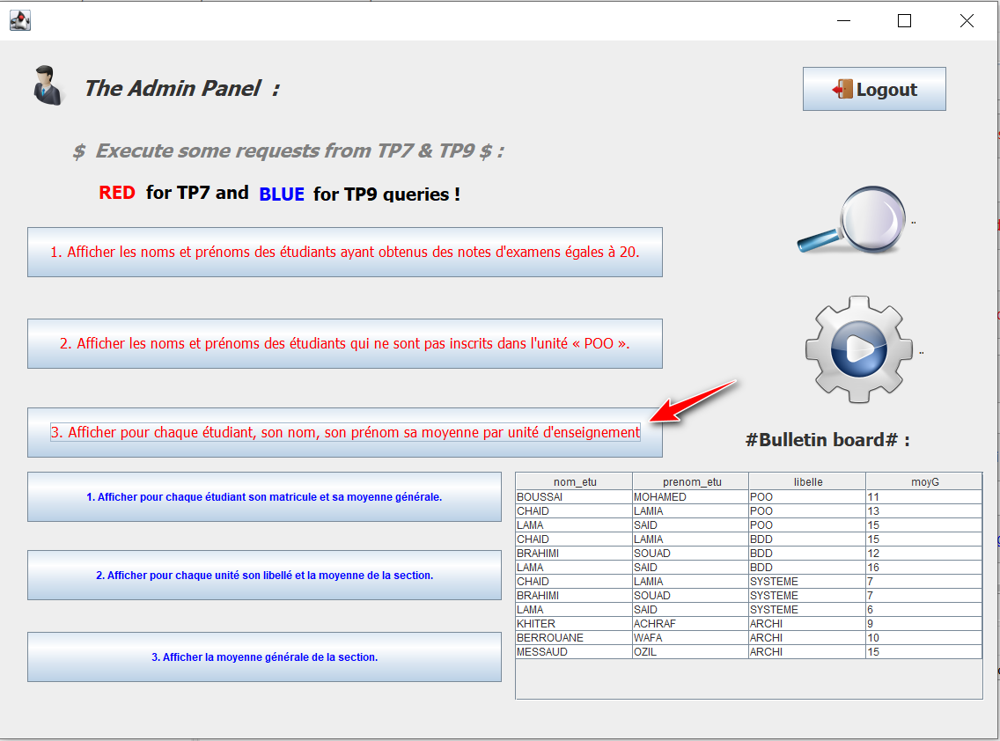 The Admin Panel :
Logout
$ Execute some requests from TP7 & TP9 $ :
RED for TP7 and BLUE for TP9 queries !
..
1. Afficher les noms et prénoms des étudiants ayant obtenus des notes d'examens égales à 20.
2. Afficher les noms et prénoms des étudiants qui ne sont pas inscrits dans l'unité « POO ».
..
3. Afficher pour chaque étudiant, son nom, son prénom sa moyenne par unité d'enseignement
#Bulletin board# :
1. Afficher pour chaque étudiant son matricule et sa moyenne générale.
2. Afficher pour chaque unité son libellé et la moyenne de la section.
3. Afficher la moyenne générale de la section.
nom_etu prenom_etu libelle moyG
BOUSSAI MOHAMED POO 11
CHAID LAMIA POO 13
LAMA SAID POO 15
CHAID LAMIA BDD 15
BRAHIMI SOUAD BDD 12
LAMA SAID BDD 16
CHAID LAMIA SYSTEME 7
BRAHIMI SOUAD SYSTEME 7
LAMA SAID SYSTEME 6
KHITER ACHRAF ARCHI 9
BERROUANE WAFA ARCHI 10
MESSAUD OZIL ARCHI 15